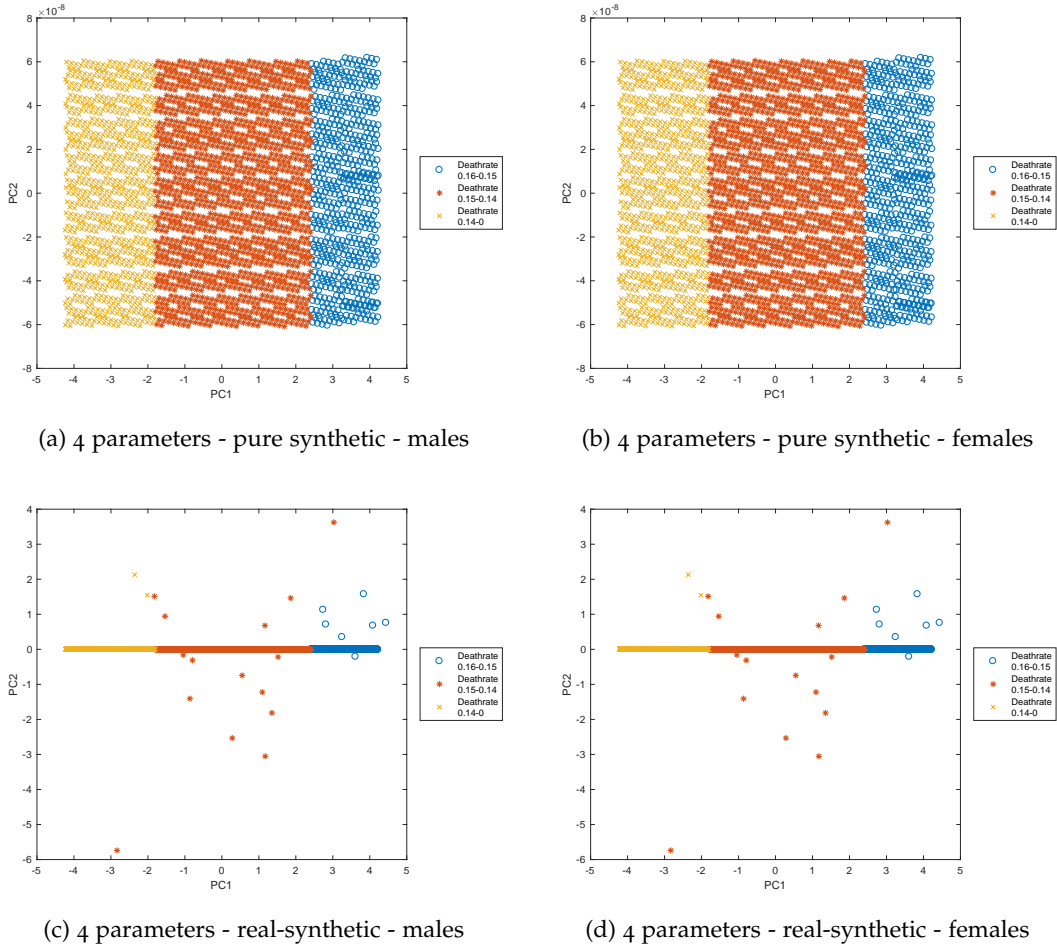 ×10⁻⁸
8
6
4
2
0
-2
-4
-6
-8
PC2
-5 -4 -3 -2 -1 0 1 2 3 4 5
PC1
Deathrate
0.16-0.15
Deathrate
0.15-0.14
Deathrate
0.14-0
(a) 4 parameters - pure synthetic - males
×10⁻⁸
8
6
4
2
0
-2
-4
-6
-8
PC2
-5 -4 -3 -2 -1 0 1 2 3 4 5
PC1
Deathrate
0.16-0.15
Deathrate
0.15-0.14
Deathrate
0.14-0
(b) 4 parameters - pure synthetic - females
4
3
2
1
0
-1
-2
-3
-4
-5
-6
PC2
-5 -4 -3 -2 -1 0 1 2 3 4 5
PC1
Deathrate
0.16-0.15
Deathrate
0.15-0.14
Deathrate
0.14-0
(c) 4 parameters - real-synthetic - males
4
3
2
1
0
-1
-2
-3
-4
-5
-6
PC2
-5 -4 -3 -2 -1 0 1 2 3 4 5
PC1
Deathrate
0.16-0.15
Deathrate
0.15-0.14
Deathrate
0.14-0
(d) 4 parameters - real-synthetic - females